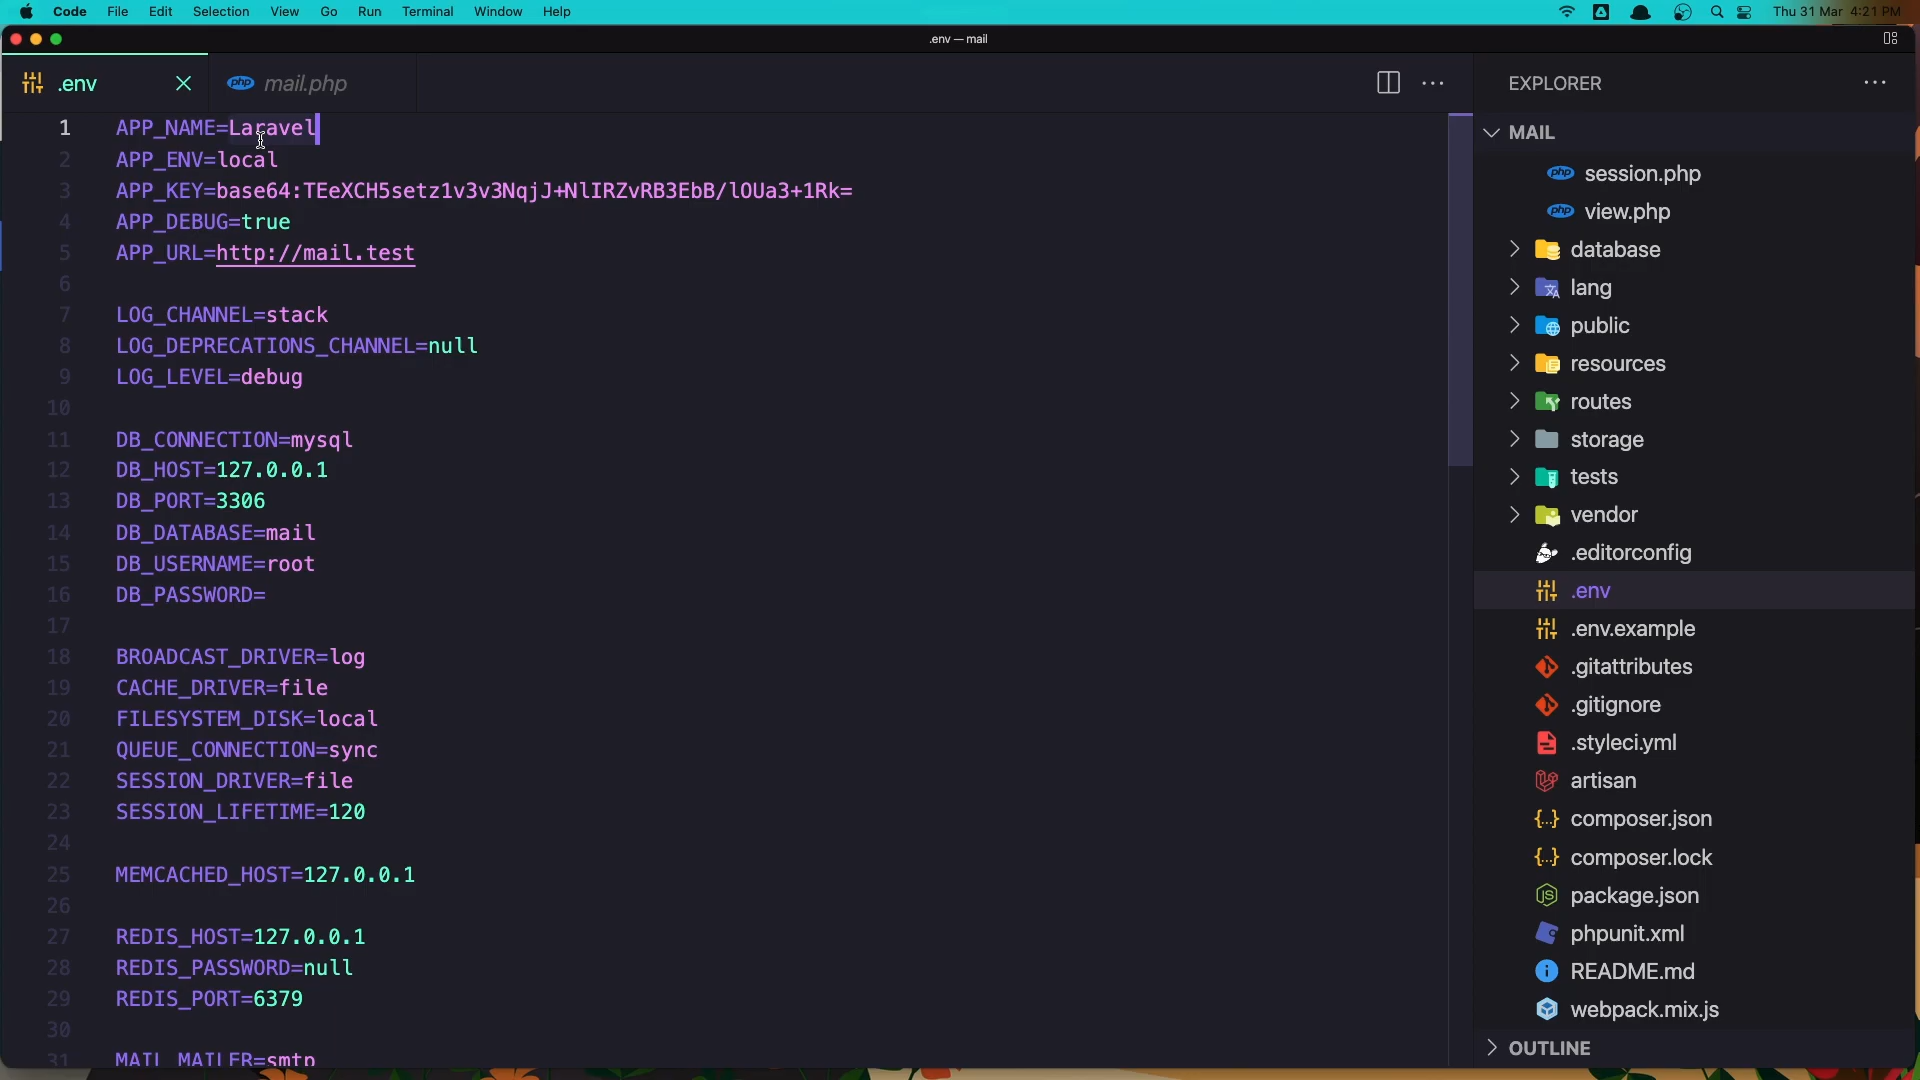 Code File Edit Selection View Go Run Terminal Window Help Thu 31 Mar 4:21 PM
.env — mail
.env mail.php
EXPLORER
1 APP_NAME=Laravel
2 APP_ENV=local
3 APP_KEY=base64:TEeXCH5setz1v3v3NqjJ+NlIRZvRB3EbB/lOUa3+1Rk=
4 APP_DEBUG=true
5 APP_URL=http://mail.test
6
7 LOG_CHANNEL=stack
8 LOG_DEPRECATIONS_CHANNEL=null
9 LOG_LEVEL=debug
10
11 DB_CONNECTION=mysql
12 DB_HOST=127.0.0.1
13 DB_PORT=3306
14 DB_DATABASE=mail
15 DB_USERNAME=root
16 DB_PASSWORD=
17
18 BROADCAST_DRIVER=log
19 CACHE_DRIVER=file
20 FILESYSTEM_DISK=local
21 QUEUE_CONNECTION=sync
22 SESSION_DRIVER=file
23 SESSION_LIFETIME=120
24
25 MEMCACHED_HOST=127.0.0.1
26
27 REDIS_HOST=127.0.0.1
28 REDIS_PASSWORD=null
29 REDIS_PORT=6379
30
31 MAIL_MAILER=smtp
MAIL
session.php
view.php
database
lang
public
resources
routes
storage
tests
vendor
.editorconfig
.env
.env.example
.gitattributes
.gitignore
.styleci.yml
artisan
composer.json
composer.lock
package.json
phpunit.xml
README.md
webpack.mix.js
OUTLINE